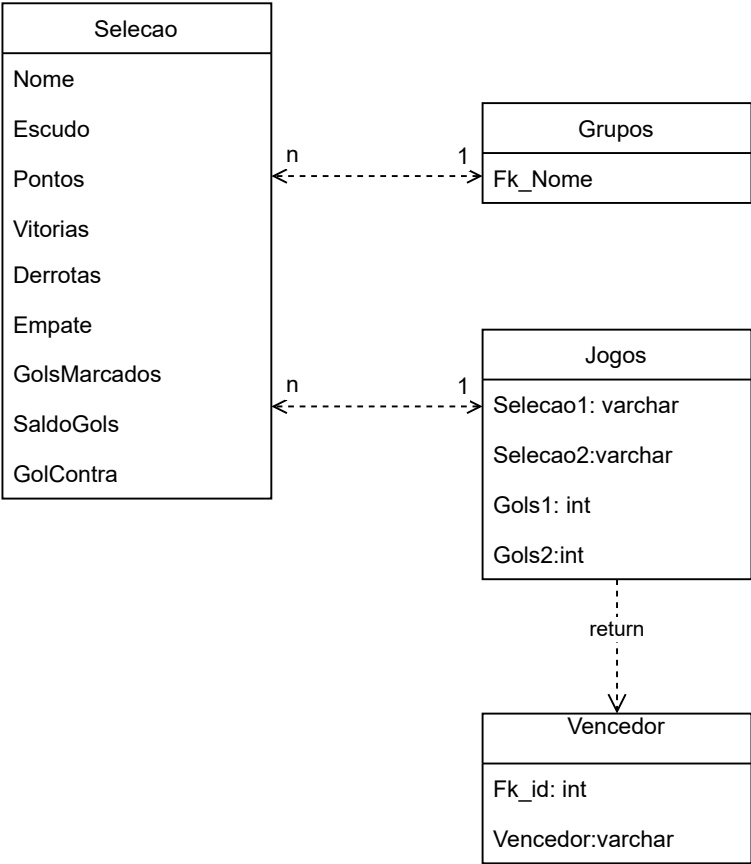 Selecao
Nome
Escudo
Pontos
Vitorias
Derrotas
Empate
GolsMarcados
SaldoGols
GolContra
n
1
Grupos
Fk_Nome
n
1
Jogos
Selecao1: varchar
Selecao2:varchar
Gols1: int
Gols2:int
return
Vencedor
Fk_id: int
Vencedor:varchar